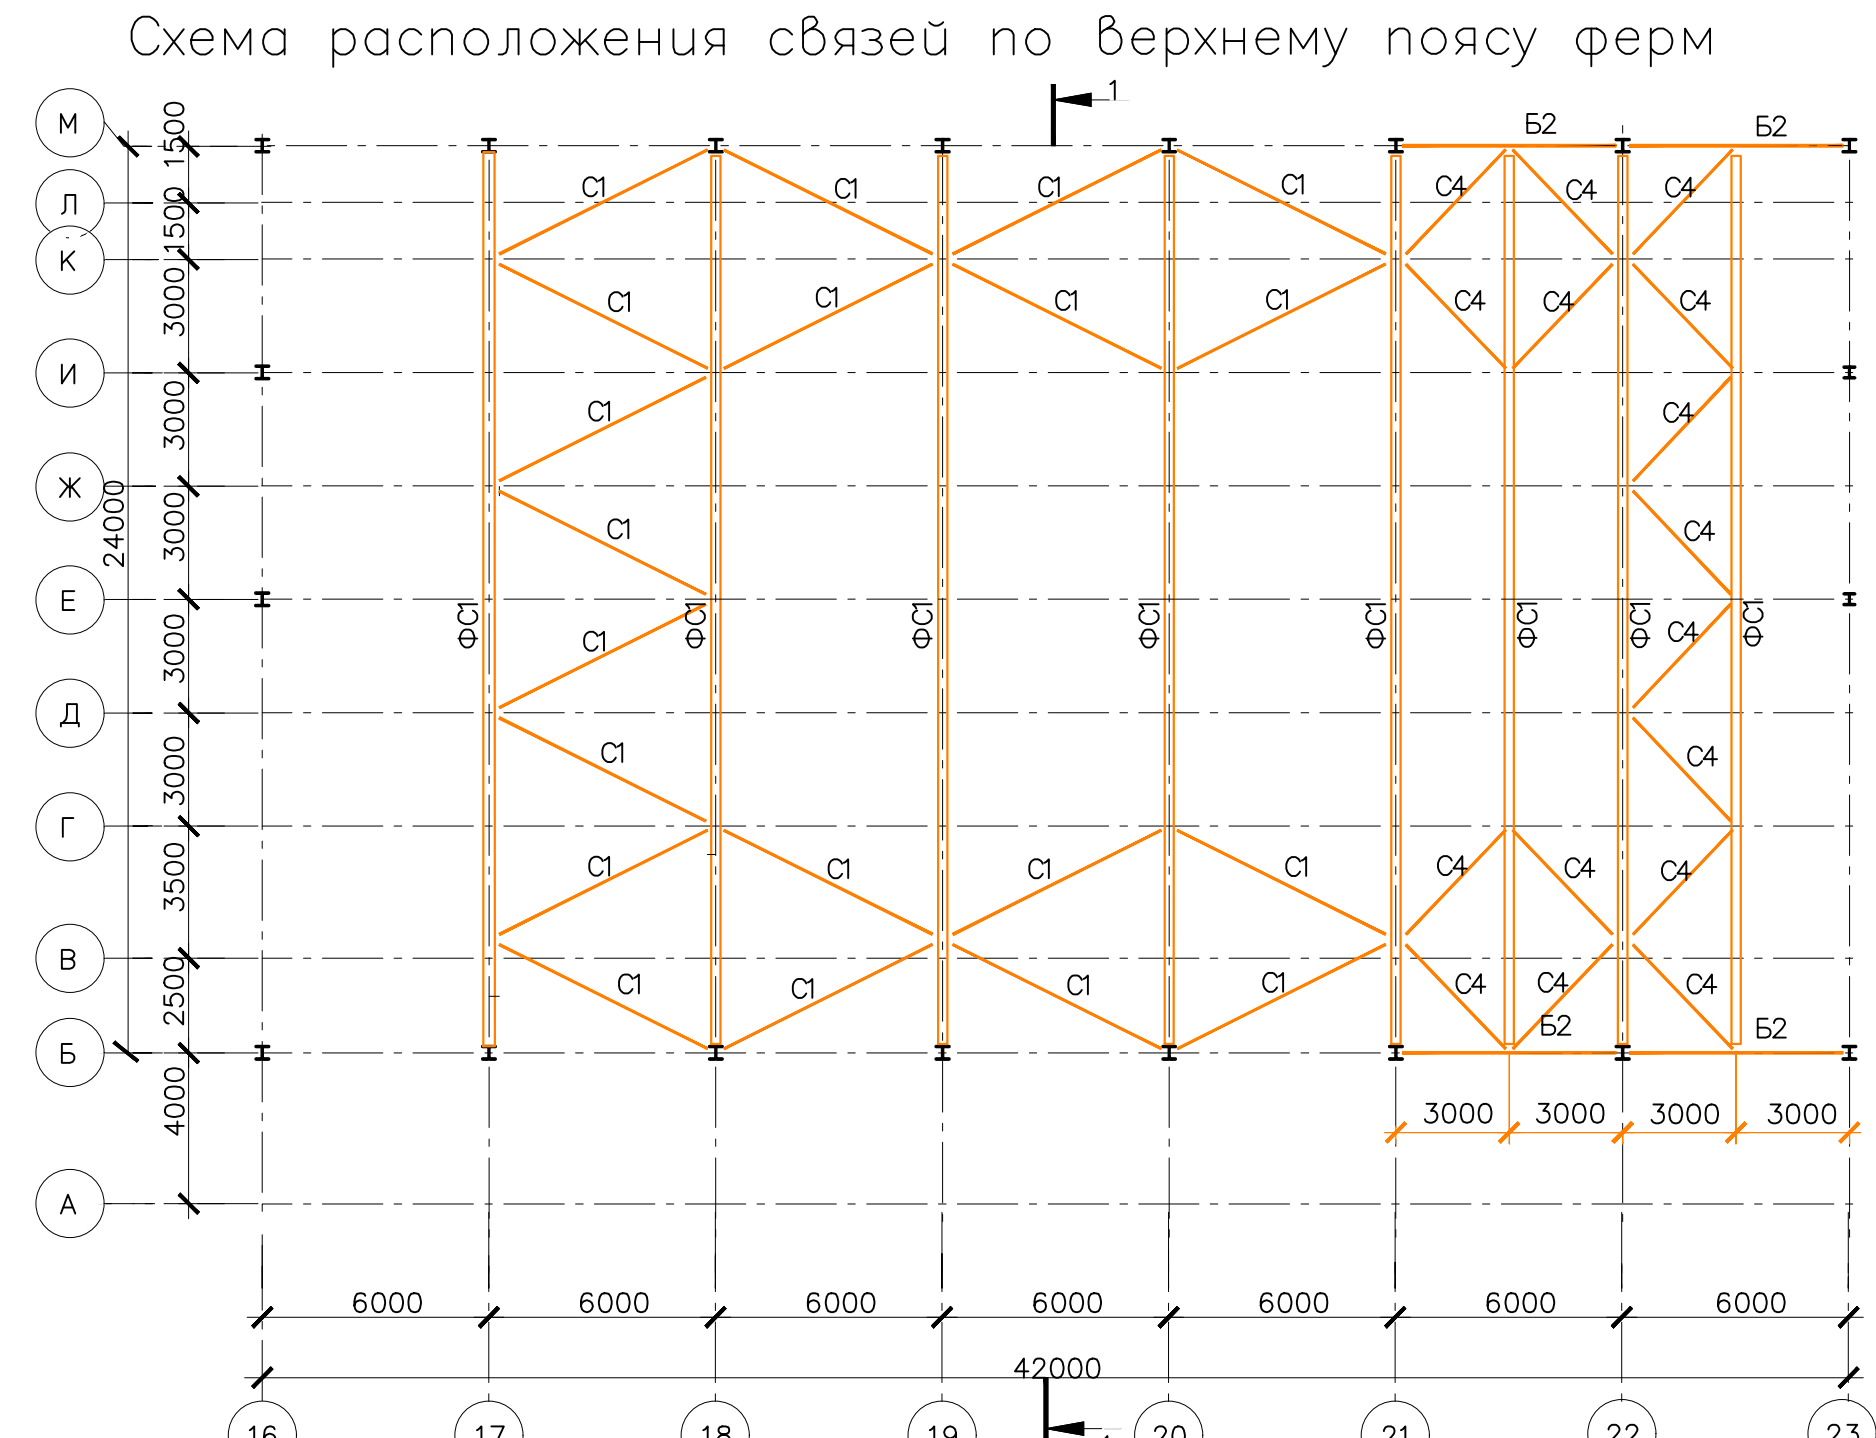 Схема расположения связей по верхнему поясу ферм
1
М 1500 Б2 Б2
С1 С1 С1 С1 С4 С4 С4
Л 1500
К
3000 С1 С1 С1 С1 С4 С4 С4
И
3000 С1 С4
Ж
24000 3000 С1 С4
Е
ФС1 ФС1 ФС1 ФС1 ФС1 ФС1 ФС1 ФС1
3000 С1 С4
Д
3000 С1 С4
Г
3500 С1 С1 С1 С1 С4 С4 С4
В
2500 С1 С1 С1 С1 С4 С4 С4
Б Б2 Б2
4000 3000 3000 3000 3000
А
6000 6000 6000 6000 6000 6000 6000
42000
16 17 18 19 20 21 22 23